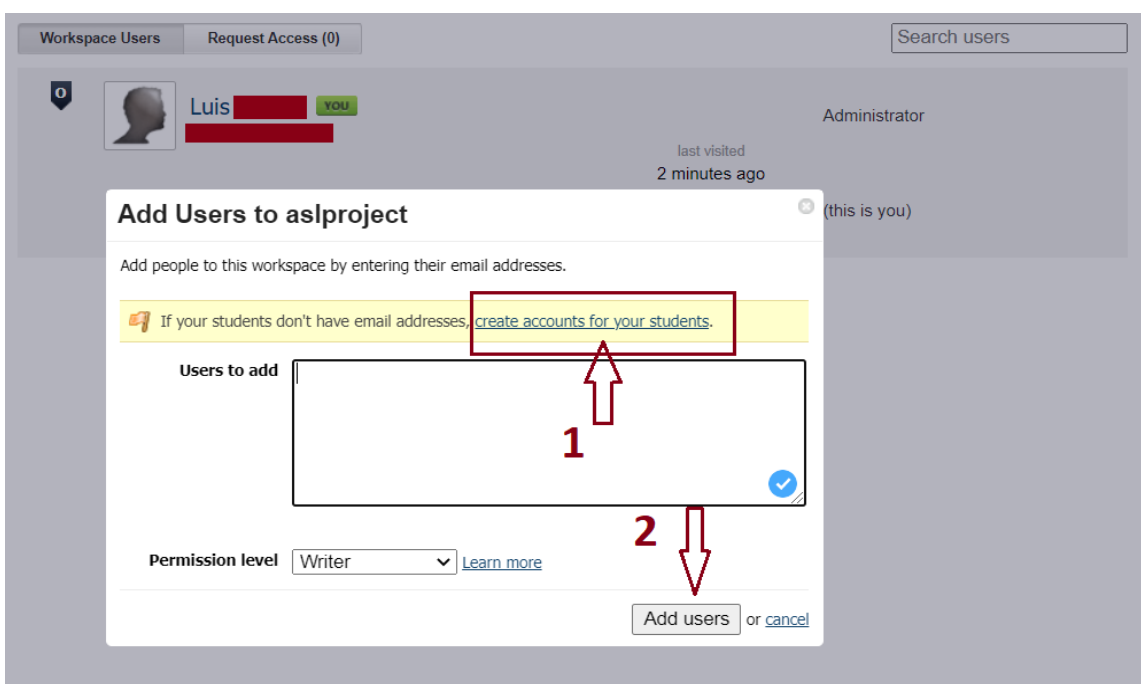 Workspace Users Request Access (0) Search users
O
Luis YOU
Administrator
last visited
2 minutes ago
Add Users to aslproject
(this is you)
Add people to this workspace by entering their email addresses.
If your students don't have email addresses, create accounts for your students.
Users to add
1
2
Permission level Writer Learn more
Add users or cancel